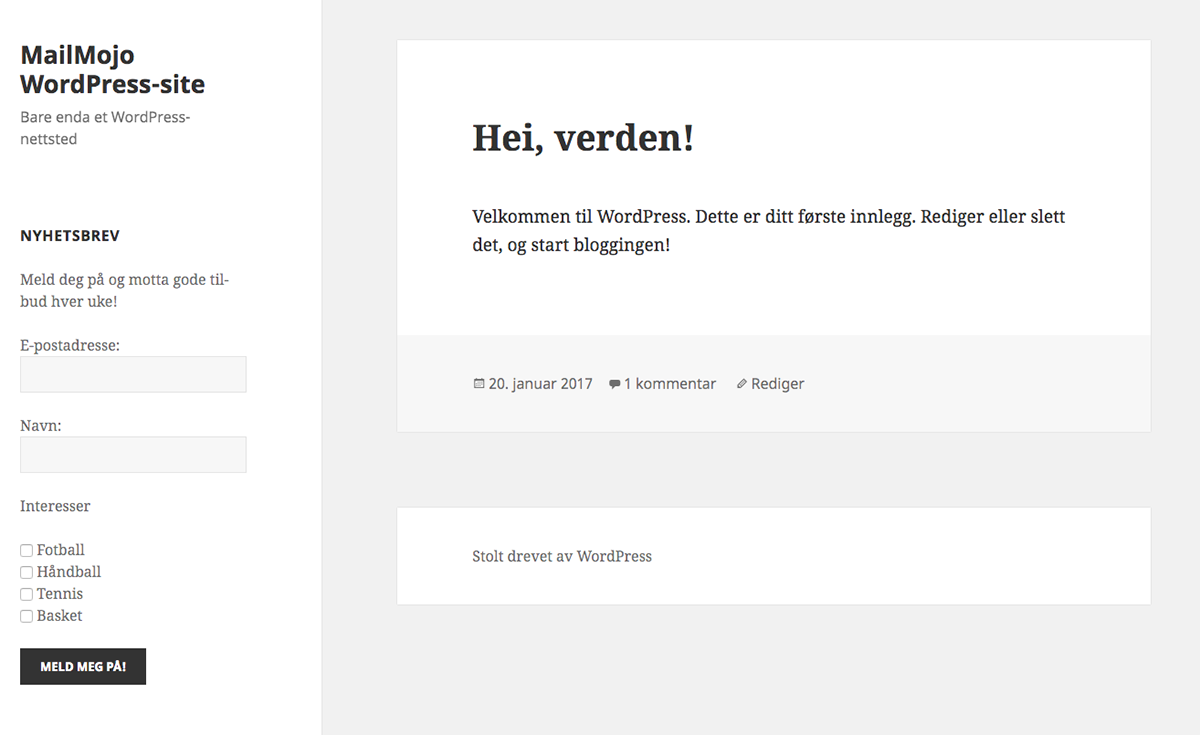 MailMojo
WordPress-site
Bare enda et WordPress-
nettsted
NYHETSBREV
Meld deg på og motta gode til-
bud hver uke!
E-postadresse:
Navn:
Interesser
Fotball
Håndball
Tennis
Basket
MELD MEG PÅ!
Hei, verden!
Velkommen til WordPress. Dette er ditt første innlegg. Rediger eller slett
det, og start bloggingen!
20. januar 2017 1 kommentar Rediger
Stolt drevet av WordPress